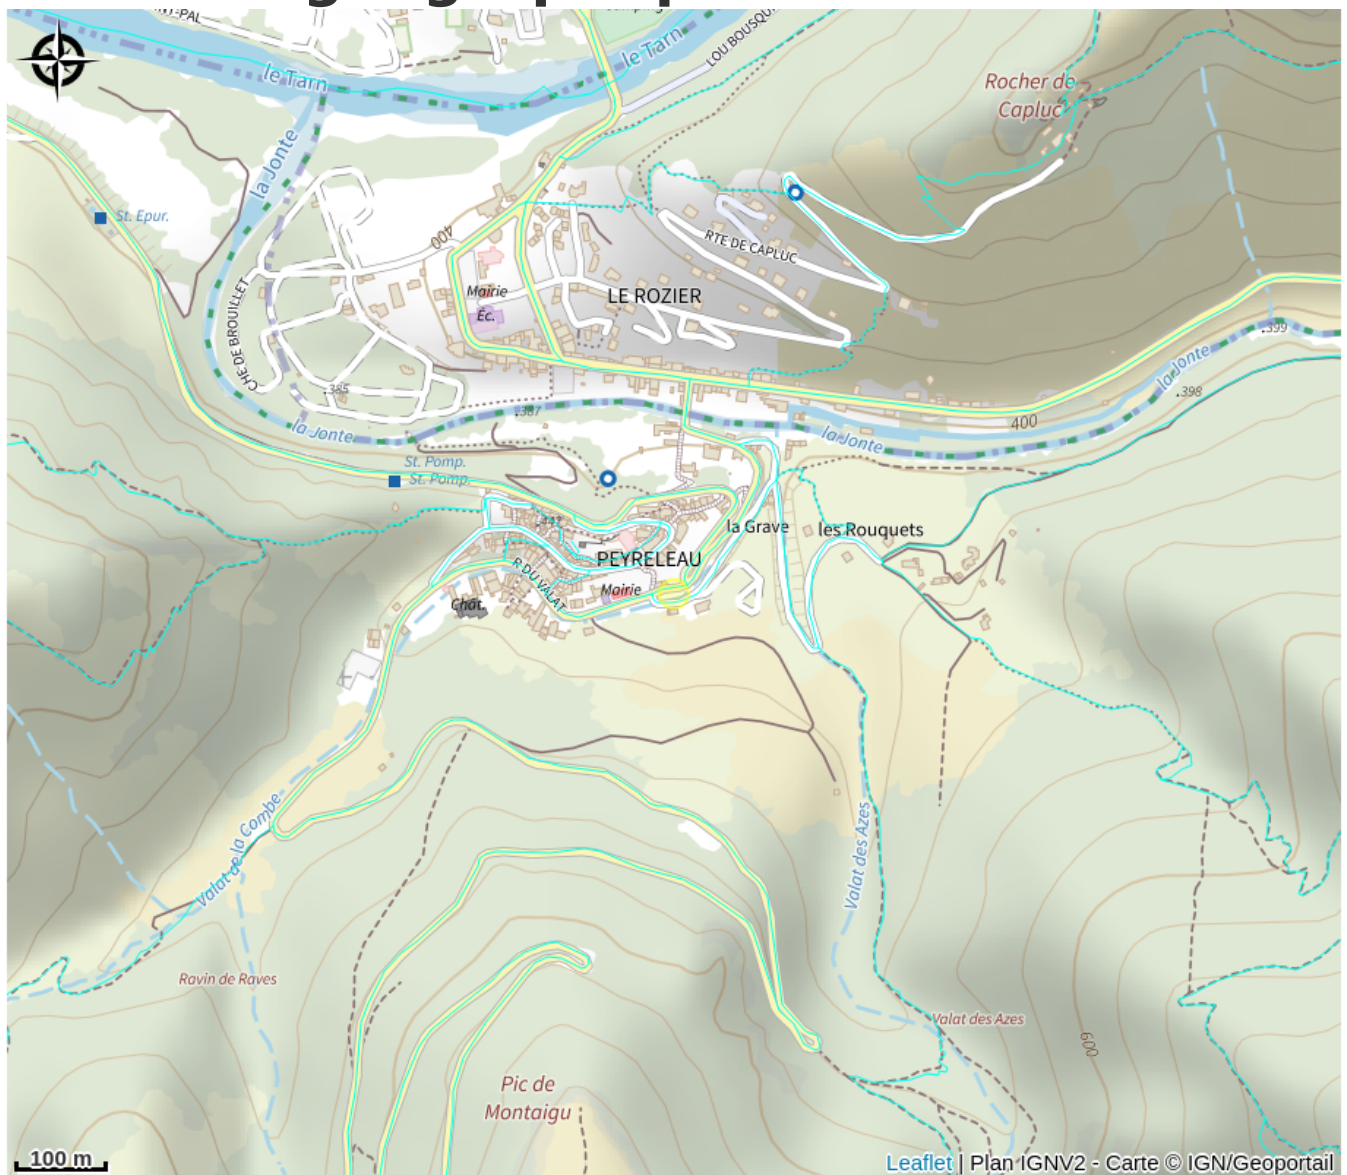 le Tarn
le Tarn
LOU BOUSQU
Rocher de
Capluc
la Jonte
St. Epur.
400
RTE DE CAPLUC
Mairie
LE ROZIER
Éc.
CHE DE BROUILLET
.399
la Jonte
.385
.398
.387
400
la Jonte
la Jonte
St. Pomp.
St. Pomp.
la Grave
les Rouquets
PEYRELEAU
R DU VALAT
Mairie
Chât.
Valat de la Combe
Valat des Azes
Ravin de Raves
Valat des Azes
600
Pic de
Montaigu
100 m
Leaflet | Plan IGNV2 - Carte © IGN/Geoportail